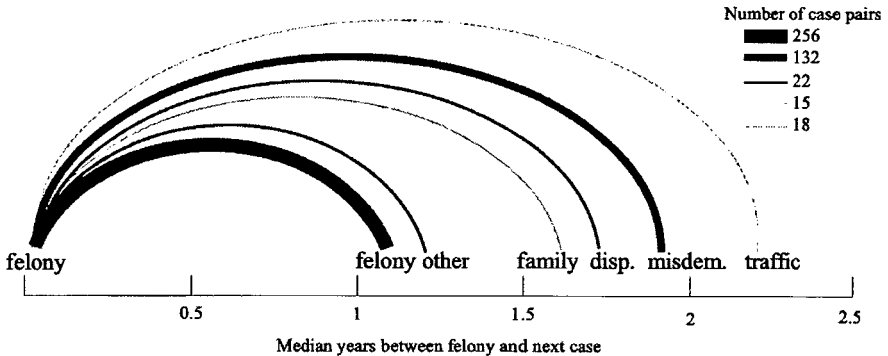 Number of case pairs
256
132
22
15
18
felony
felony other
family disp. misdem. traffic
0.5 1 1.5 2 2.5
Median years between felony and next case